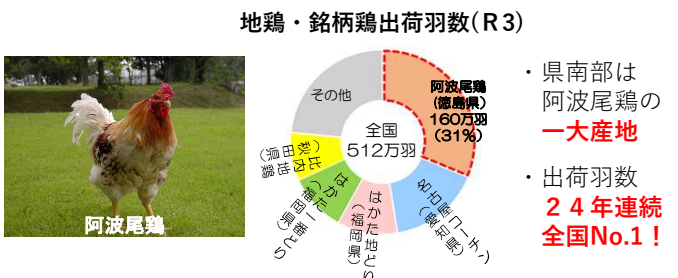 地鶏・銘柄鶏出荷羽数(R3)
阿波尾鶏
阿波尾鶏
(徳島県)
160万羽
(31%)
名古屋コーチン
(愛知県)
はかた地どり
(福岡県)
はかた一番どり
(福岡県)
比内地鶏
(秋田県)
その他
全国
512万羽
・県南部は
阿波尾鶏の
一大産地
・出荷羽数
24年連続
全国No.1!